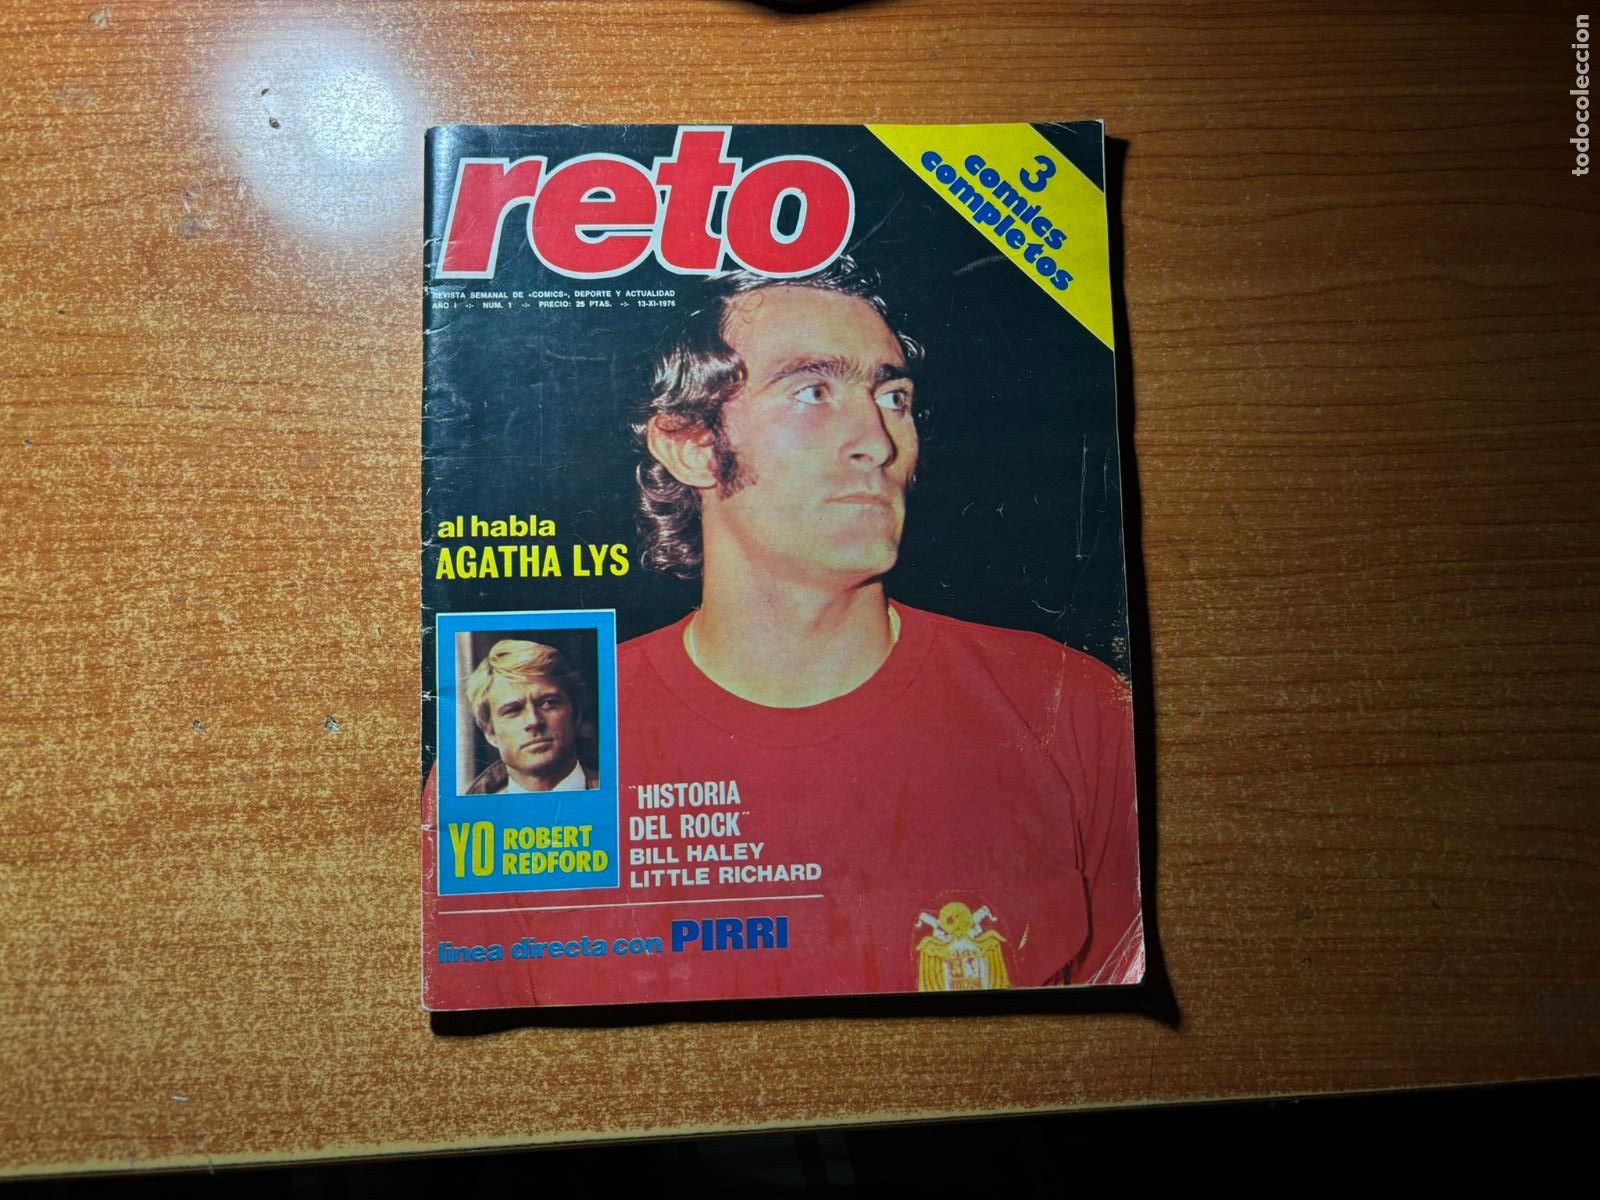 reto
REVISTA SEMANAL DE «COMICS», DEPORTE Y ACTUALIDAD
AÑO I -:- NUM. 1 -:- PRECIO: 25 PTAS. -:- 13-XI-1976
3
comics
completos
al habla
AGATHA LYS
YO ROBERT
REDFORD
"HISTORIA
DEL ROCK"
BILL HALEY
LITTLE RICHARD
linea directa con PIRRI
todocoleccion